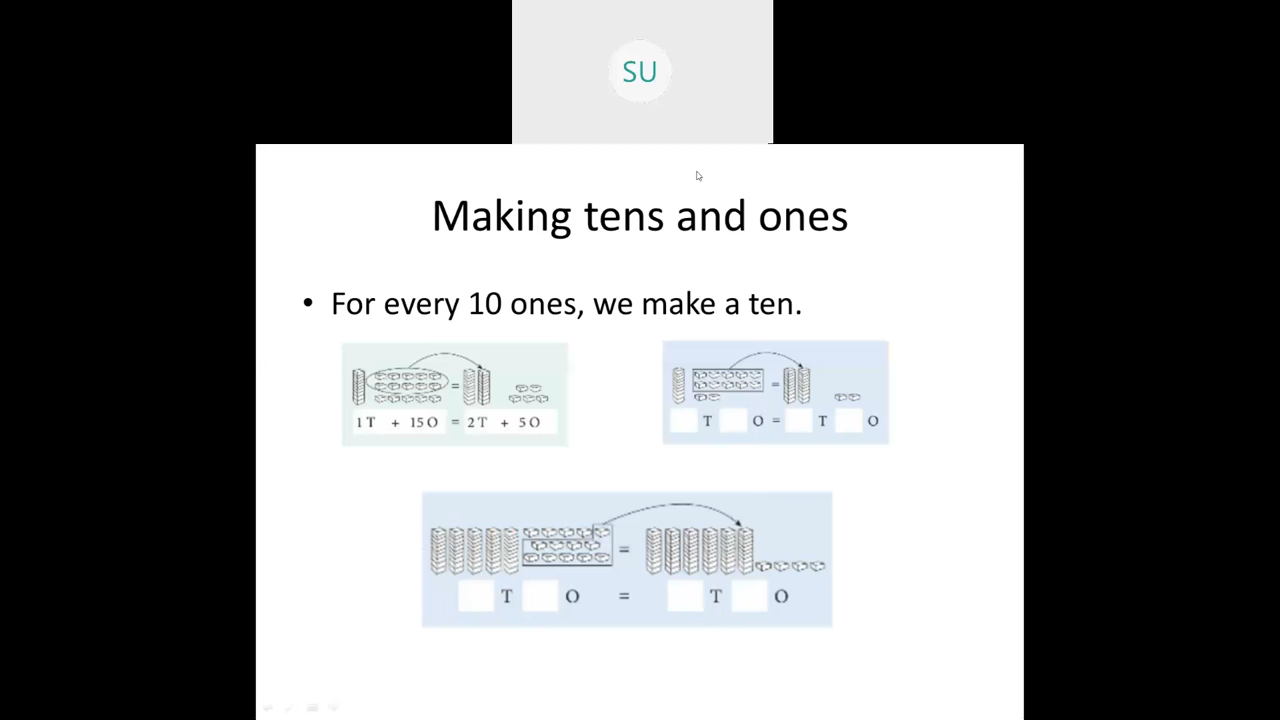 SU
Making tens and ones
• For every 10 ones, we make a ten.
=
1 T + 15 O = 2 T + 5 O
=
T O = T O
=
T O = T O